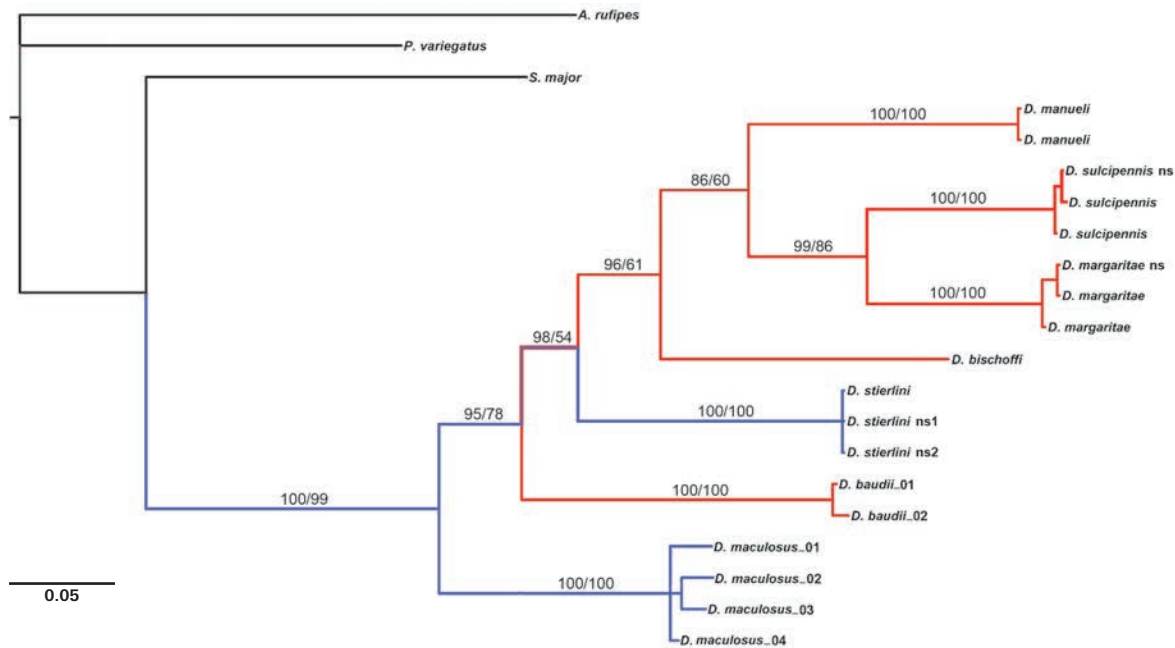 A. rufipes
P. variegatus
S. major
100/100
D. manueli
D. manueli
86/60
D. sulcipennis ns
100/100
D. sulcipennis
D. sulcipennis
99/86
96/61
D. margaritae ns
100/100
D. margaritae
D. margaritae
98/54
D. bischoffi
D. stierlini
95/78
100/100
D. stierlini ns1
D. stierlini ns2
100/99
100/100
D. baudii_01
D. baudii_02
D. maculosus_01
0.05
100/100
D. maculosus_02
D. maculosus_03
D. maculosus_04